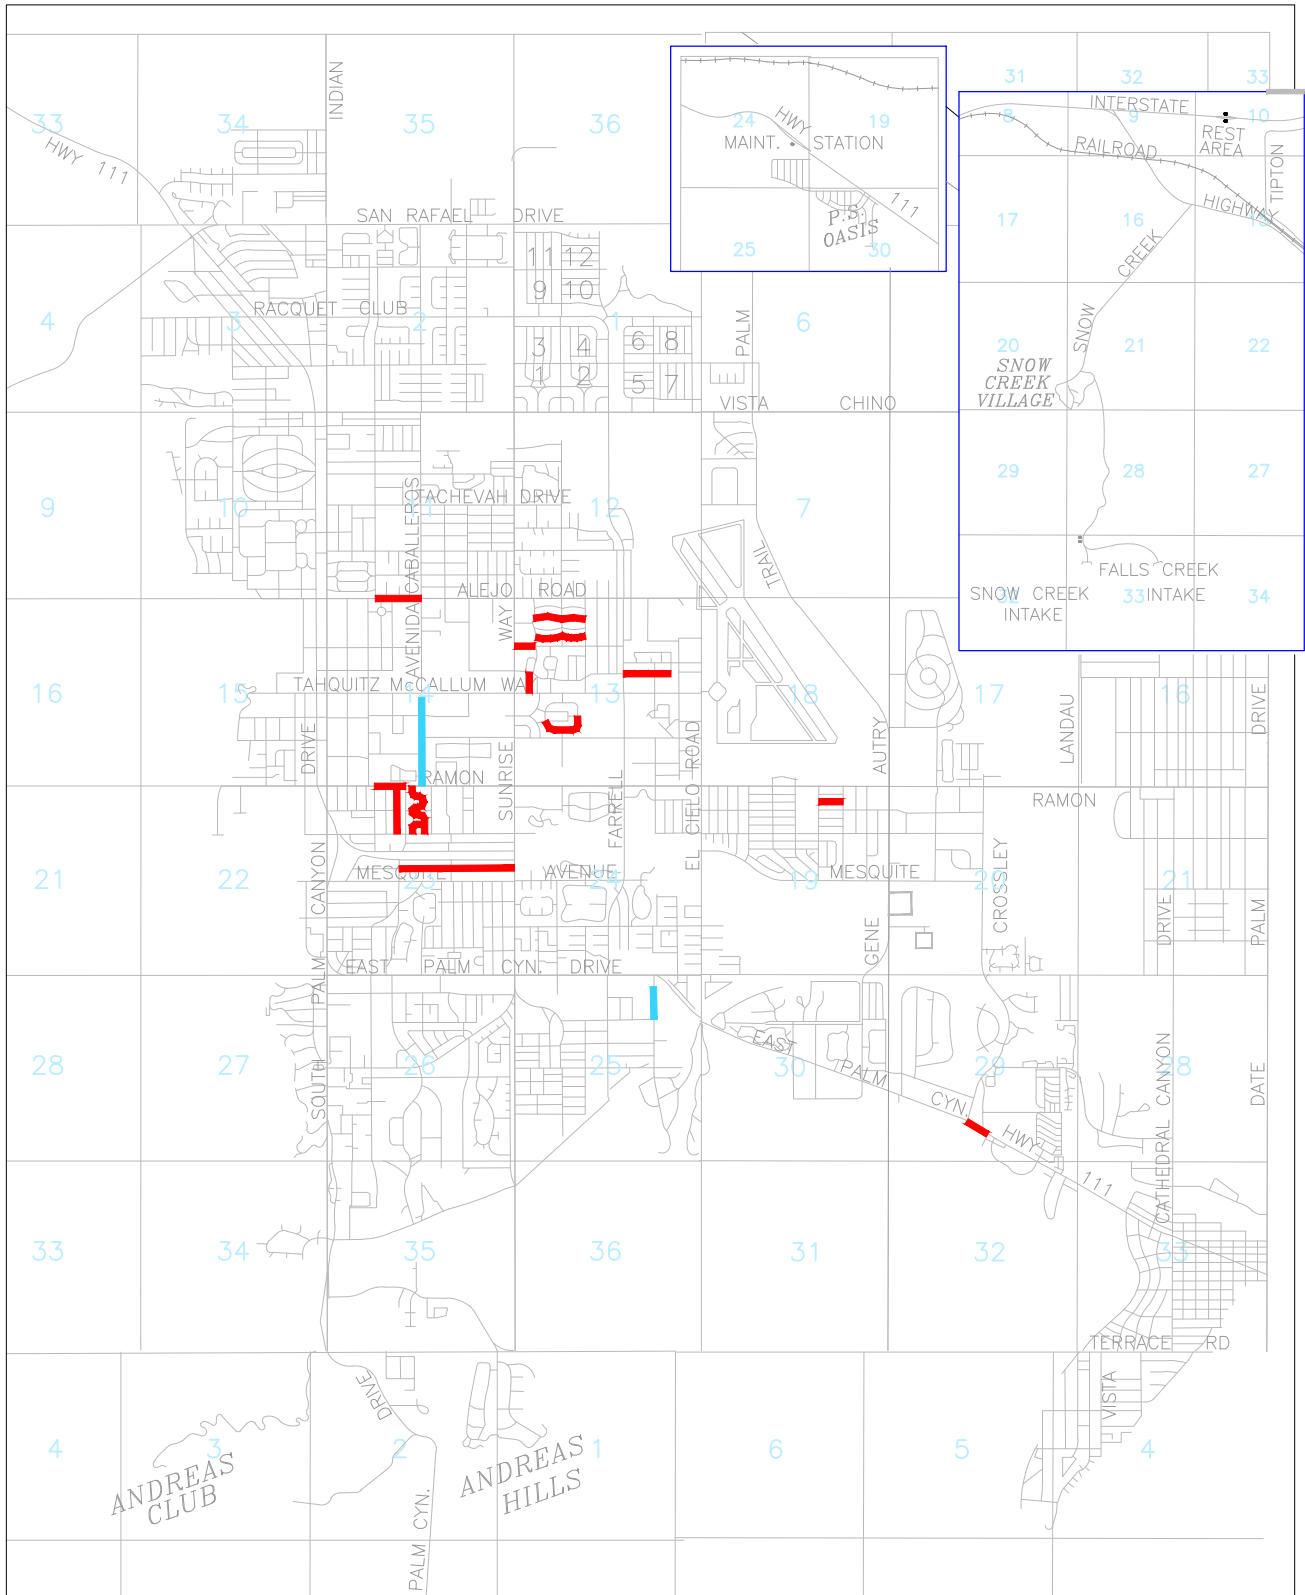 33
34
INDIAN
35
36
HWY 111
SAN RAFAEL DRIVE
24
19
HWY
MAINT. STATION
111
P.S.
OASIS
25
30
31
32
33
INTERSTATE
8
9
10
REST
AREA
RAILROAD
TIPTON
17
16
HIGHWAY
15
CREEK
SNOW
20
21
22
SNOW
CREEK
VILLAGE
29
28
27
FALLS CREEK
INTAKE
SNOW CREEK
INTAKE
32
33
34
11 12
9 10
4
3
RACQUET CLUB
2
1
6
3 4
6 8
1 2
5 7
PALM
VISTA CHINO
9
10
11
TACHEVAH DRIVE
12
7
AVENIDA CABALLEROS
TRAIL
ALEJO ROAD
WAY
TAHQUITZ McCALLUM WAY
16
15
14
13
18
17
16
DRIVE
RAMON
SUNRISE
FARRELL
EL CIELO ROAD
AUTRY
LANDAU
DRIVE
RAMON
MESQUITE AVENUE
MESQUITE
21
22
23
24
19
20
21
CANYON
GENE
CROSSLEY
DRIVE
PALM
EAST PALM CYN. DRIVE
PALM
SOUTH
28
27
26
25
30
29
28
EAST PALM CYN.
HWY 111
CATHEDRAL CANYON
DATE
33
34
35
36
31
32
33
TERRACE RD
DRIVE
VISTA
4
3
2
1
6
5
4
ANDREAS
CLUB
ANDREAS
HILLS
PALM CYN.